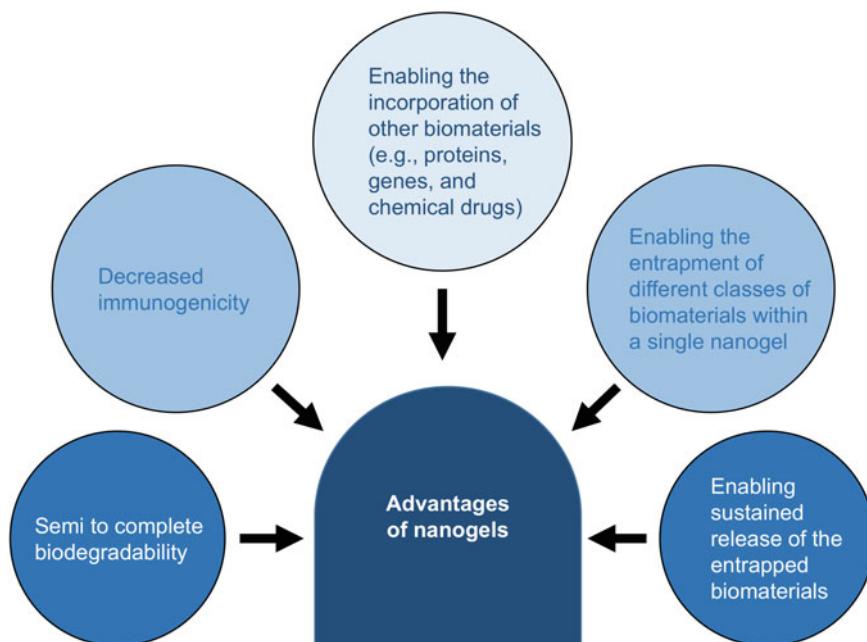 Enabling the
incorporation of
other biomaterials
(e.g., proteins,
genes, and
chemical drugs)
Decreased
immunogenicity
Enabling the
entrapment of
different classes of
biomaterials within
a single nanogel
Semi to complete
biodegradability
Advantages
of nanogels
Enabling
sustained
release of the
entrapped
biomaterials